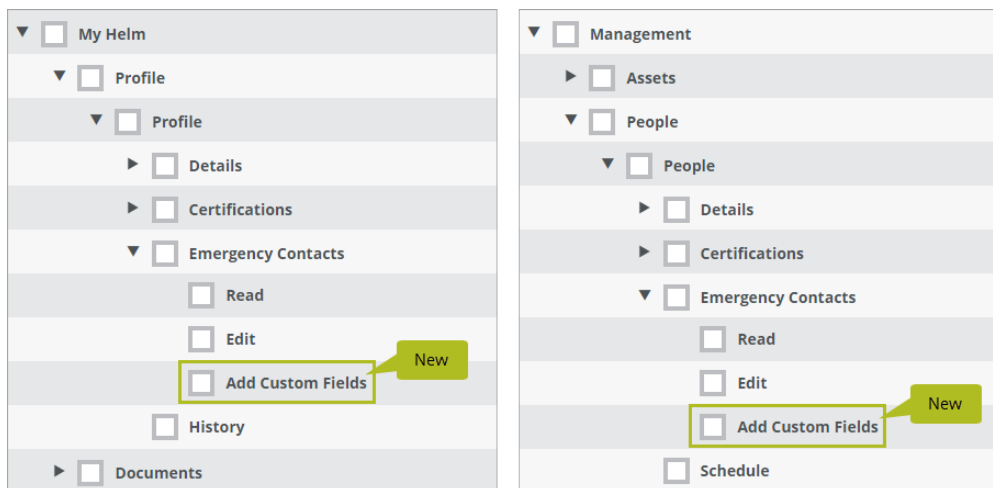 My Helm
Profile
Profile
Details
Certifications
Emergency Contacts
Read
Edit
Add Custom Fields
New
History
Documents
Management
Assets
People
People
Details
Certifications
Emergency Contacts
Read
Edit
Add Custom Fields
New
Schedule